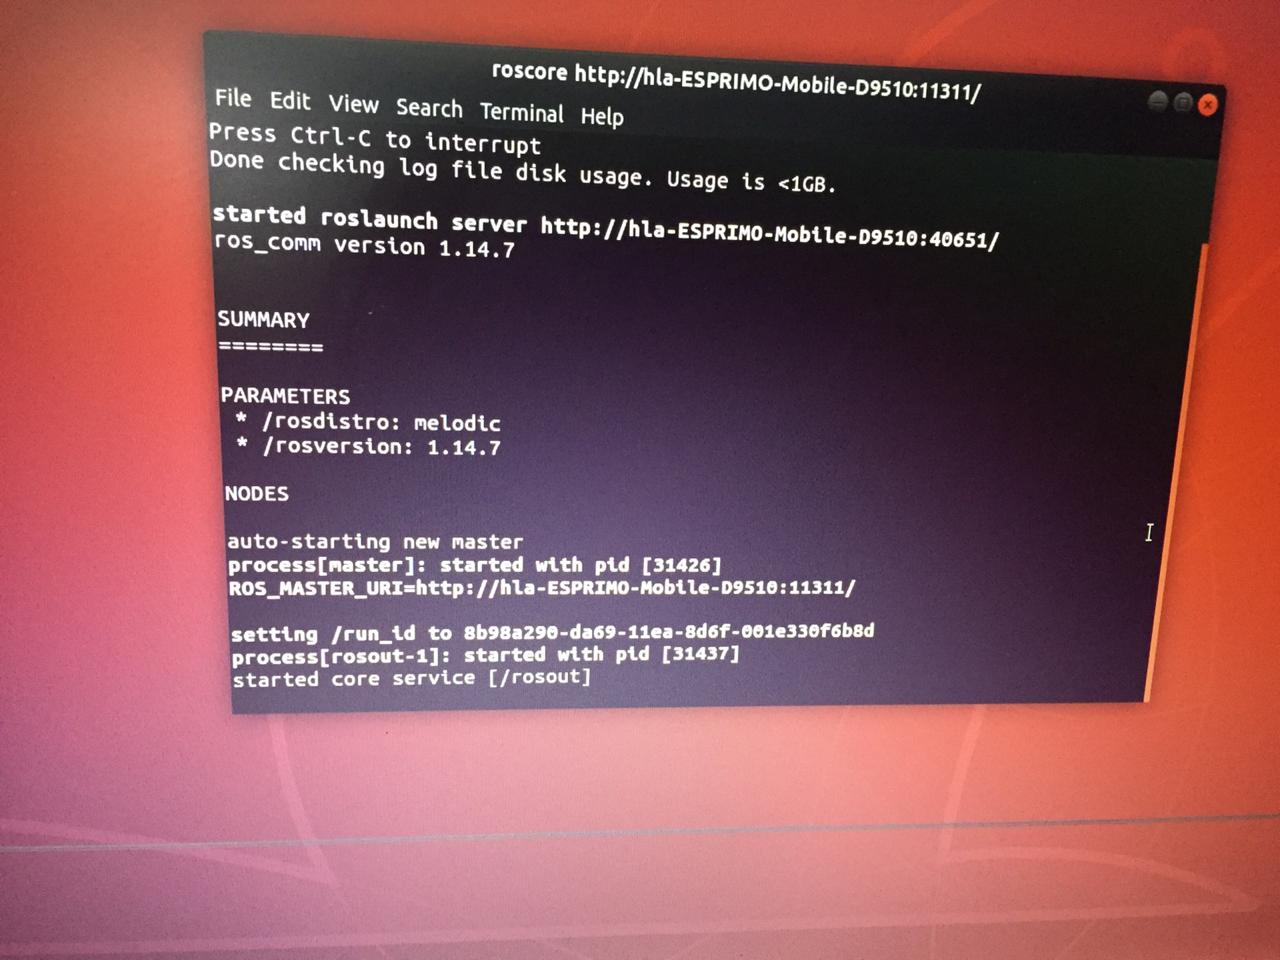 roscore http://hla-ESPRIMO-Mobile-D9510:11311/
File Edit View Search Terminal Help
Press Ctrl-C to interrupt
Done checking log file disk usage. Usage is <1GB.
started roslaunch server http://hla-ESPRIMO-Mobile-D9510:40651/
ros_comm version 1.14.7
SUMMARY
========
PARAMETERS
* /rosdistro: melodic
* /rosversion: 1.14.7
NODES
auto-starting new master
process[master]: started with pid [31426]
ROS_MASTER_URI=http://hla-ESPRIMO-Mobile-D9510:11311/
setting /run_id to 8b98a290-da69-11ea-8d6f-001e330f6b8d
process[rosout-1]: started with pid [31437]
started core service [/rosout]